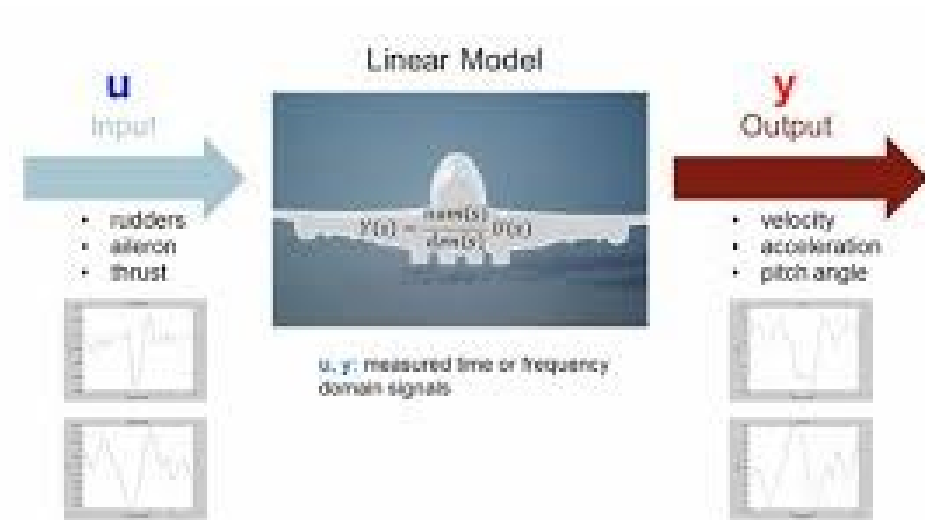 Linear Model
u
Input
• rudders
• aileron
• thrust
Y(s) = num(s)/den(s) U(s)
u, y: measured time or frequency
domain signals
y
Output
• velocity
• acceleration
• pitch angle